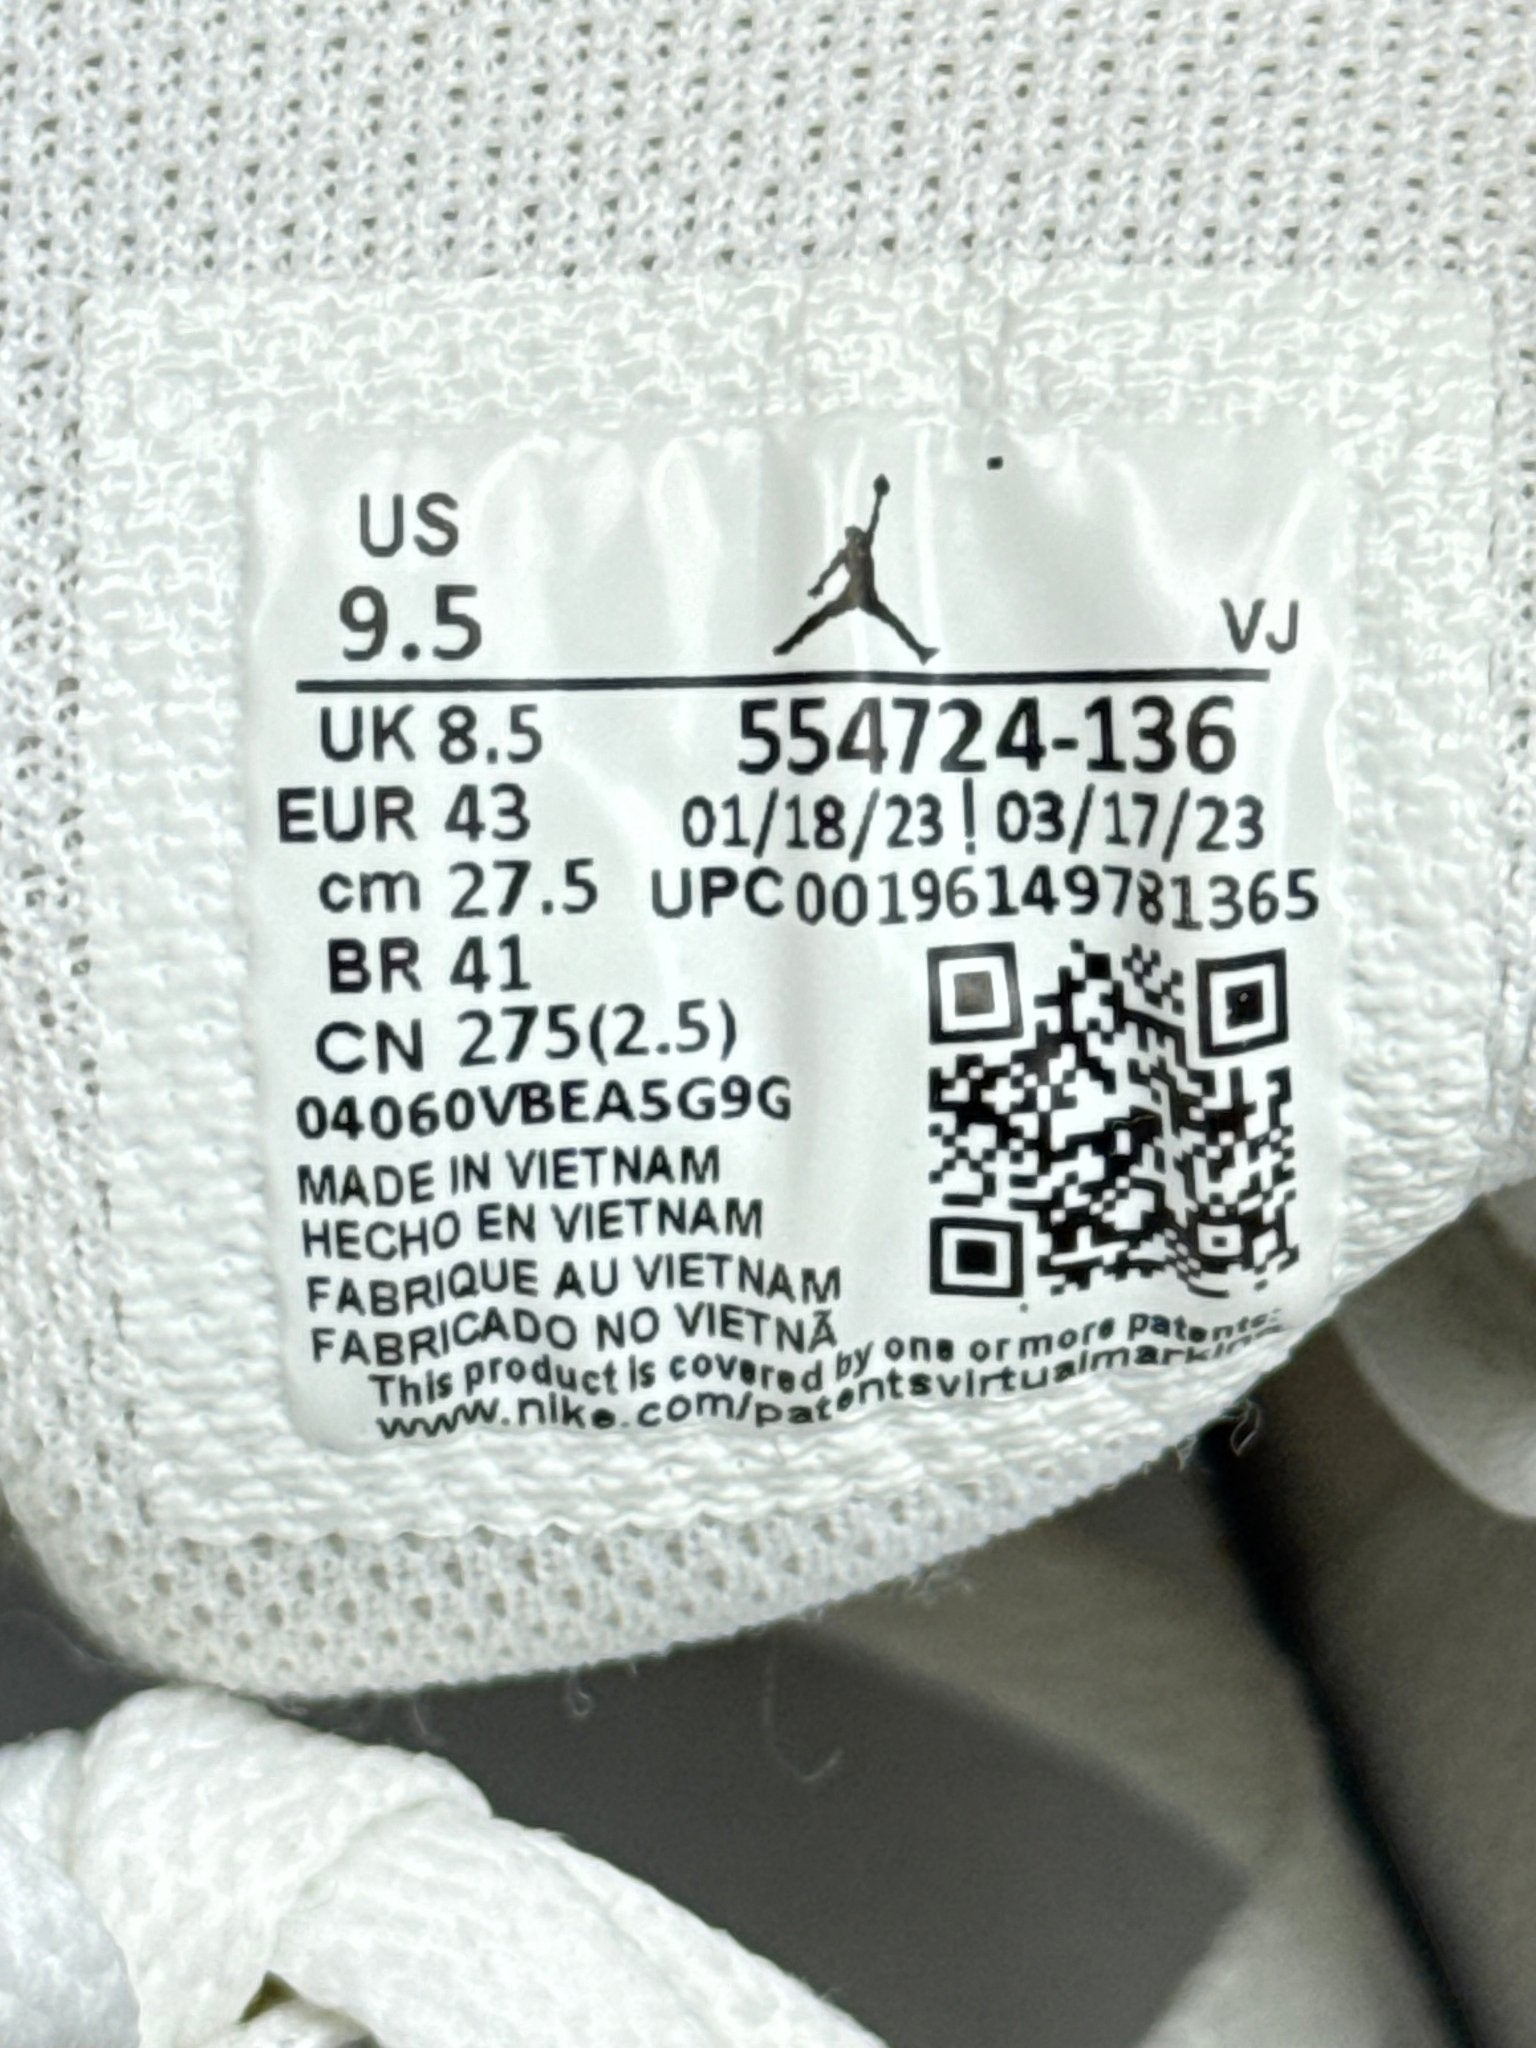 US
9.5
VJ
UK 8.5
554724-136
EUR 43
01/18/23 ! 03/17/23
cm 27.5
UPC00196149781365
BR 41
CN 275(2.5)
04060VBEA5G9G
MADE IN VIETNAM
HECHO EN VIETNAM
FABRIQUE AU VIETNAM
FABRICADO NO VIETNÃ
This product is covered by one or more patents:
www.nike.com/patentsvirtualmarking